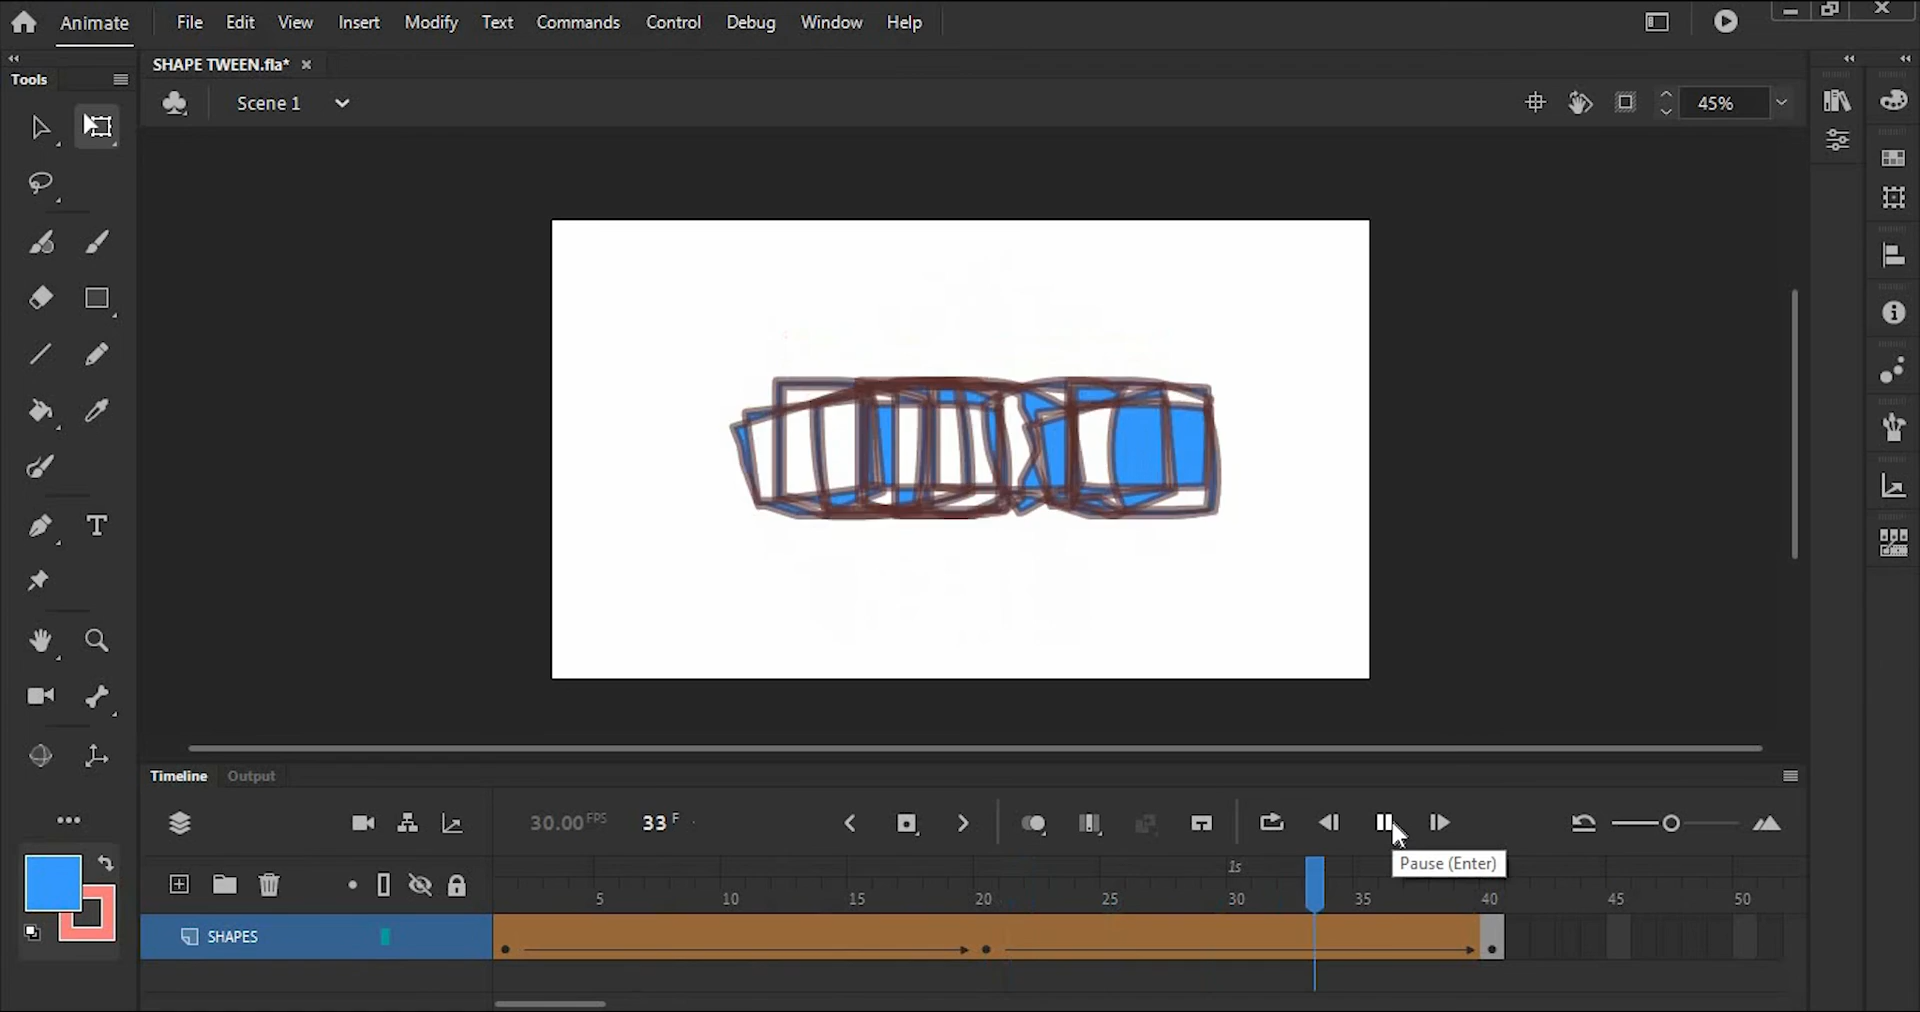 Animate File Edit View Insert Modify Text Commands Control Debug Window Help
Tools
SHAPE TWEEN.fla*
Scene 1
45%
T
Timeline Output
30.00 FPS 33 F
Pause (Enter)
1s
5 10 15 20 25 30 35 40 45 50
SHAPES